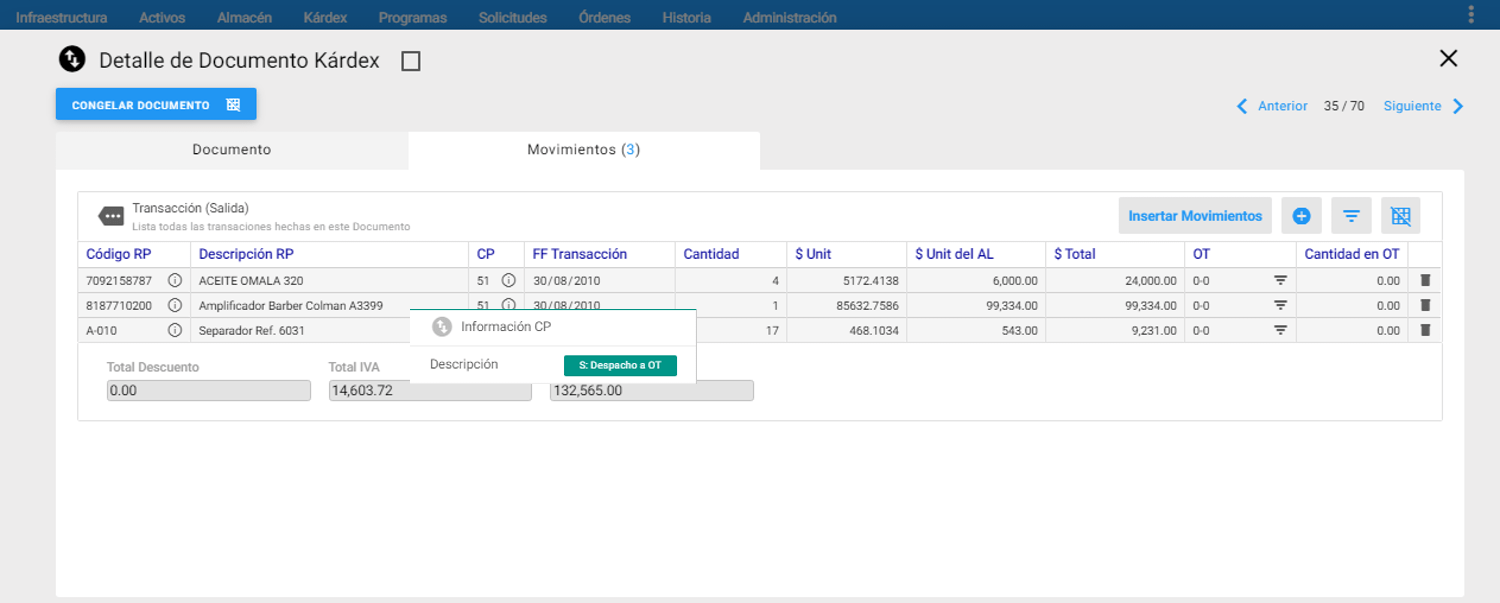 Infraestructura Activos Almacén Kárdex Programas Solicitudes Órdenes Historia Administración
Detalle de Documento Kárdex
CONGELAR DOCUMENTO
Anterior 35 / 70 Siguiente
Documento Movimientos (3)
Transacción (Salida)
Lista todas las transaciones hechas en este Documento
Insertar Movimientos
Código RP Descripción RP CP FF Transacción Cantidad $ Unit $ Unit del AL $ Total OT Cantidad en OT
7092158787 ACEITE OMALA 320 51 30/08/2010 4 5172.4138 6,000.00 24,000.00 0-0 0.00
8187710200 Amplificador Barber Colman A3399 51 30/08/2010 1 85632.7586 99,334.00 99,334.00 0-0 0.00
A-010 Separador Ref. 6031 17 468.1034 543.00 9,231.00 0-0 0.00
Información CP
Descripción S: Despacho a OT
Total Descuento Total IVA
0.00 14,603.72 132,565.00